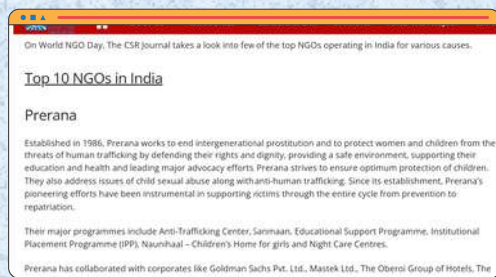 On World NGO Day, The CSR Journal takes a look into few of the top NGOs operating in India for various causes.
Top 10 NGOs in India
Prerana
Established in 1986, Prerana works to end intergenerational prostitution and to protect women and children from the
threats of human trafficking by defending their rights and dignity, providing a safe environment, supporting their
education and health and leading major advocacy efforts Prerana strives to ensure optimum protection of children.
They also address issues of child sexual abuse along withanti-human trafficking. Since its establishment, Prerana's
pioneering efforts have been instrumental in supporting victims through the entire cycle from prevention to
repatriation.
Their major programmes include Anti-Trafficking Center, Sanmaan, Educational Support Programme, Institutional
Placement Programme (IPP), Naunihaal – Children's Home for girls and Night Care Centres.
Prerana has collaborated with corporates like Goldman Sachs Pvt. Ltd., Mastek Ltd., The Oberoi Group of Hotels, The